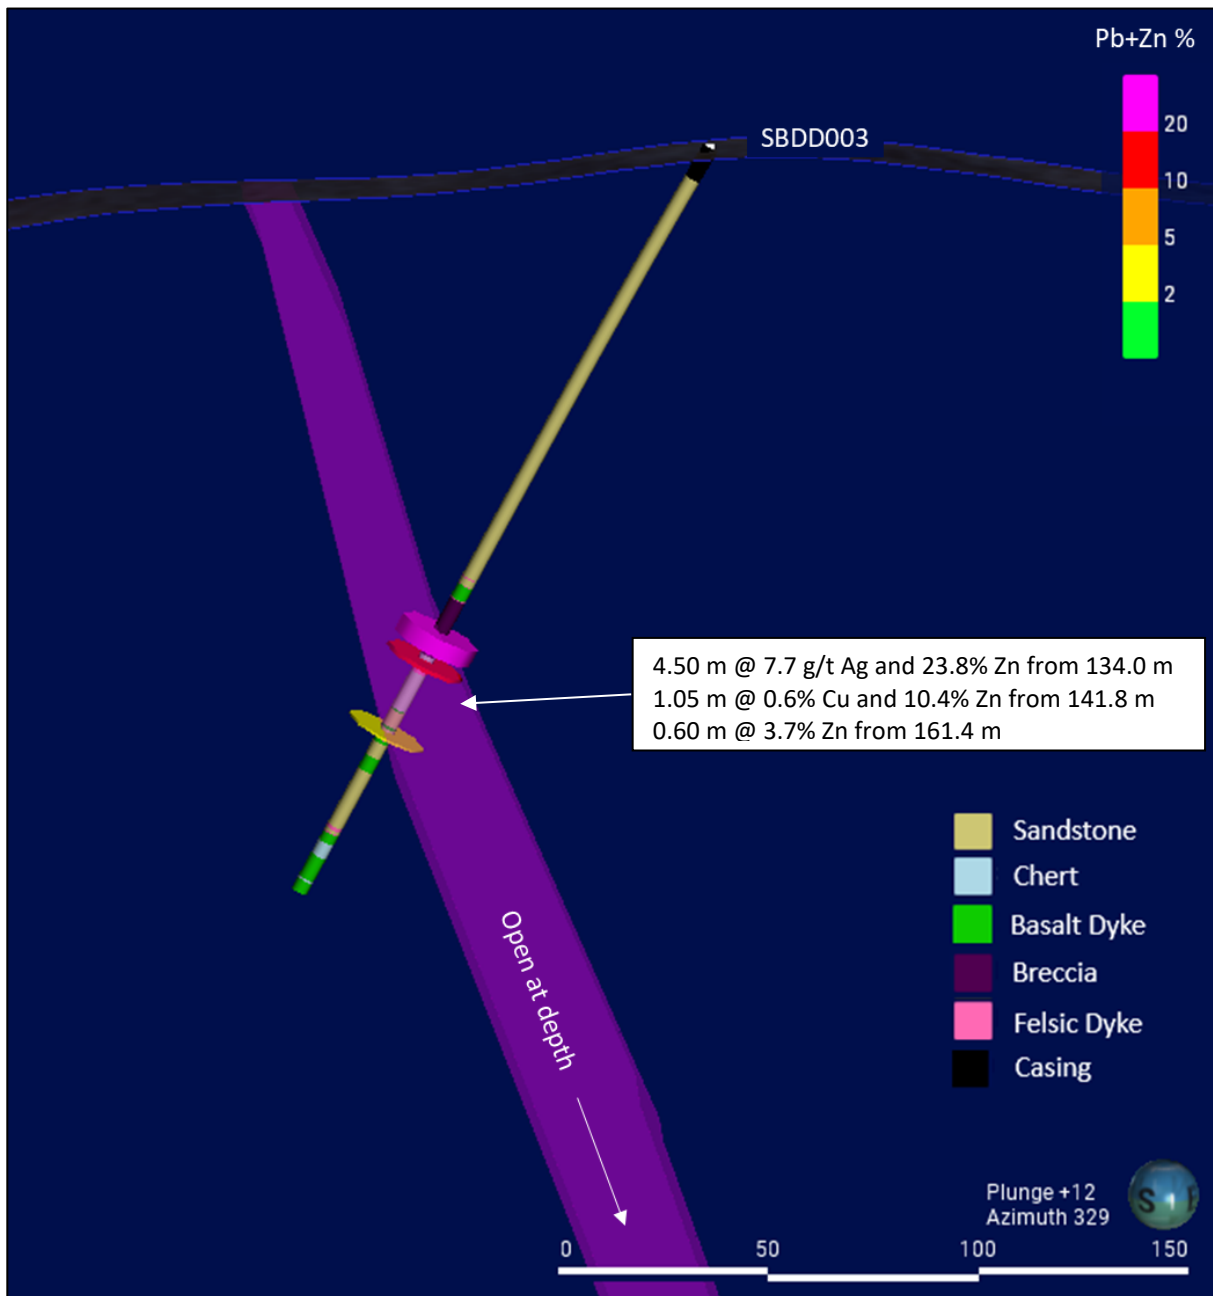 Pb+Zn %
20
10
5
2
SBDD003
4.50 m @ 7.7 g/t Ag and 23.8% Zn from 134.0 m
1.05 m @ 0.6% Cu and 10.4% Zn from 141.8 m
0.60 m @ 3.7% Zn from 161.4 m
Sandstone
Chert
Basalt Dyke
Breccia
Felsic Dyke
Casing
Open at depth
Plunge +12
Azimuth 329
S
0 50 100 150